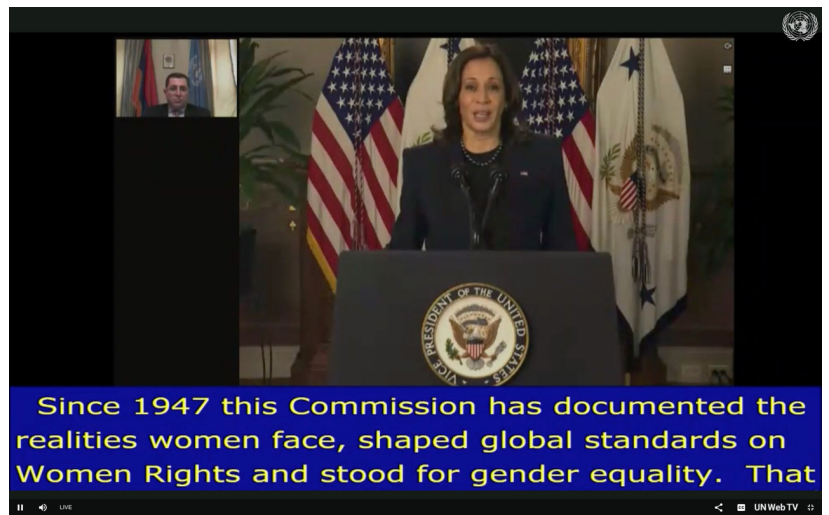 VICE PRESIDENT OF THE UNITED STATES
Since 1947 this Commission has documented the
realities women face, shaped global standards on
Women Rights and stood for gender equality.  That
LIVE
UN Web TV